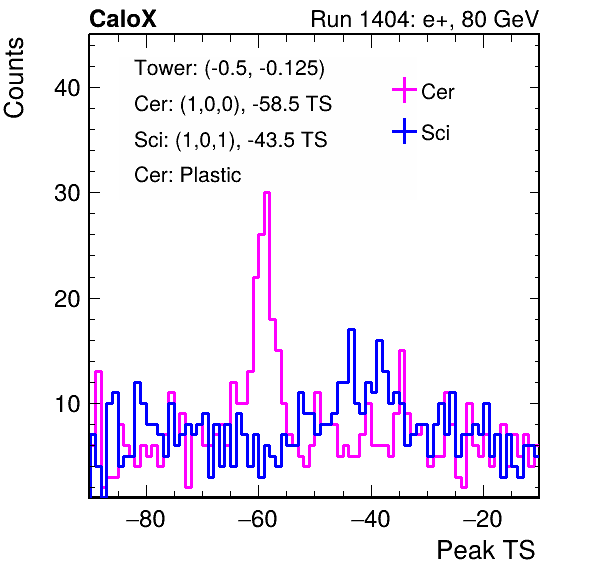 CaloX Run 1404: e+, 80 GeV
Counts
Tower: (-0.5, -0.125)
Cer: (1,0,0), -58.5 TS
Sci: (1,0,1), -43.5 TS
Cer: Plastic
Cer
Sci
40
30
20
10
−80 −60 −40 −20
Peak TS